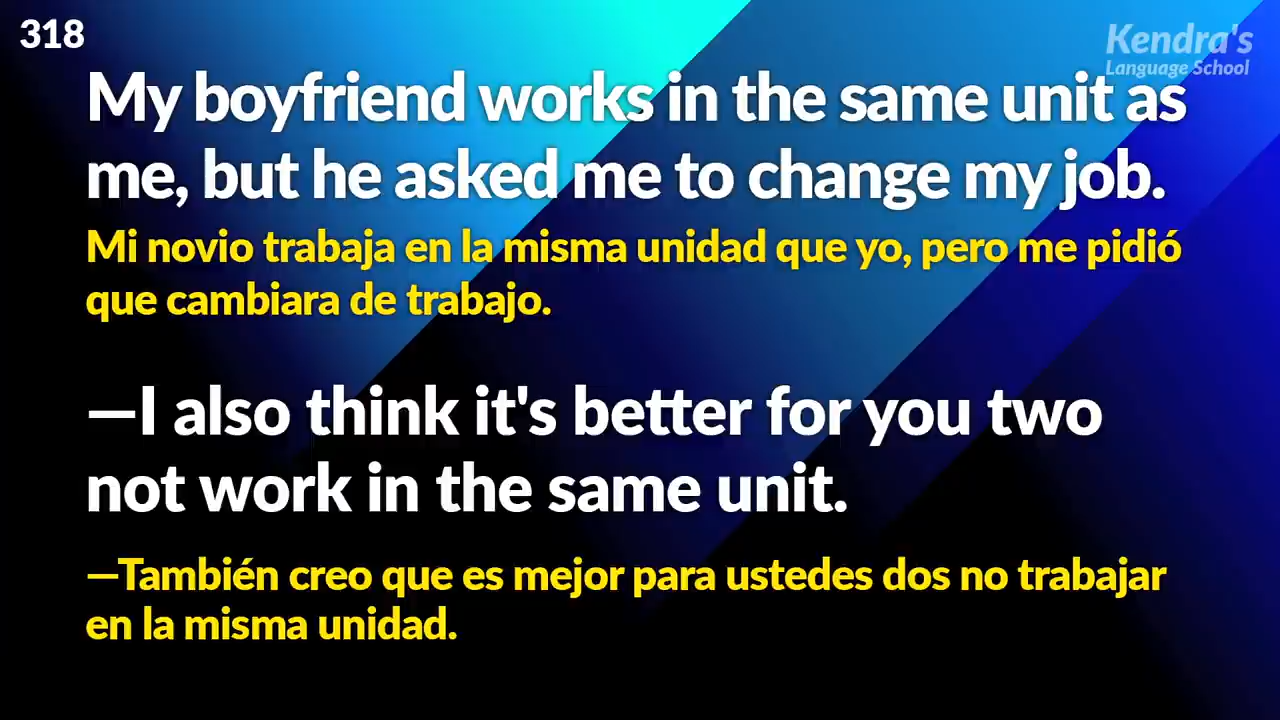 318
Kendra's
Language School
My boyfriend works in the same unit as
me, but he asked me to change my job.
Mi novio trabaja en la misma unidad que yo, pero me pidió
que cambiara de trabajo.
—I also think it's better for you two
not work in the same unit.
—También creo que es mejor para ustedes dos no trabajar
en la misma unidad.